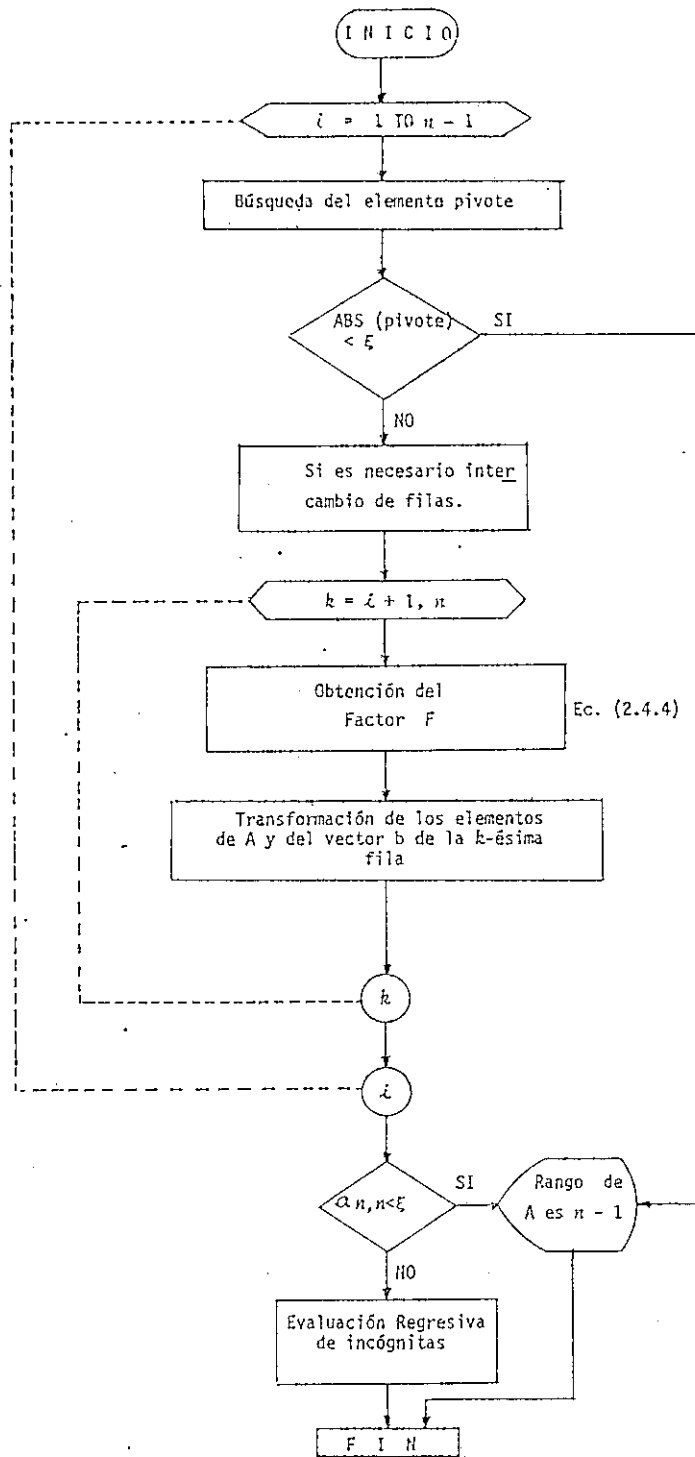 I N I C I O
i = 1 TO n - 1
Búsqueda del elemento pivote
ABS (pivote)
< ξ
SI
NO
Si es necesario inter
cambio de filas.
k = i + 1, n
Obtención del
Factor F
Ec. (2.4.4)
Transformación de los elementos
de A y del vector b de la k-ésima
fila
k
i
a n,n<ξ
SI
Rango de
A es n - 1
NO
Evaluación Regresiva
de incógnitas
F I N